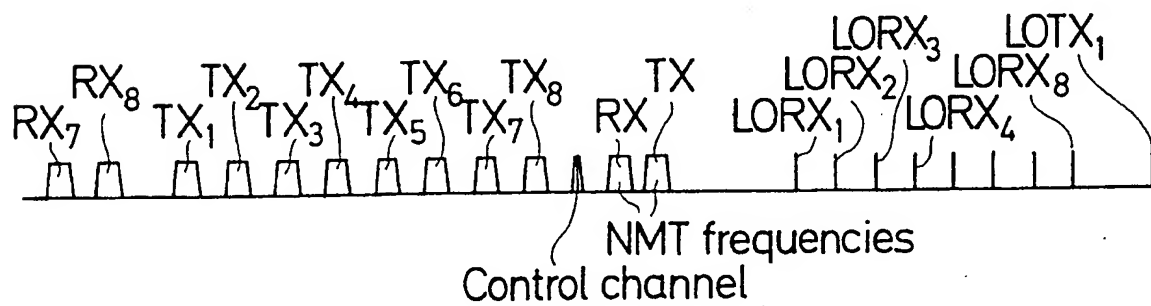 RX₇
RX₈
TX₁
TX₂
TX₃
TX₄
TX₅
TX₆
TX₇
TX₈
RX
TX
LORX₁
LORX₂
LORX₃
LORX₄
LORX₈
LOTX₁
NMT frequencies
Control channel